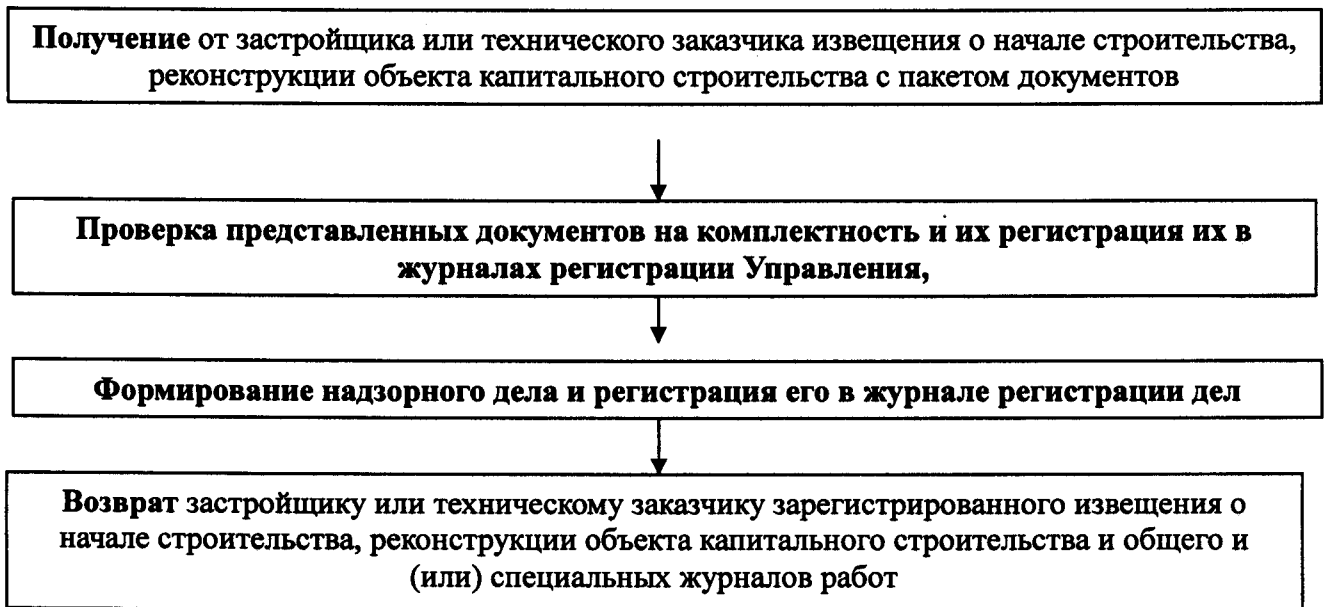 Получение от застройщика или технического заказчика извещения о начале строительства,
реконструкции объекта капитального строительства с пакетом документов
Проверка представленных документов на комплектность и их регистрация их в
журналах регистрации Управления,
Формирование надзорного дела и регистрация его в журнале регистрации дел
Возврат застройщику или техническому заказчику зарегистрированного извещения о
начале строительства, реконструкции объекта капитального строительства и общего и
(или) специальных журналов работ